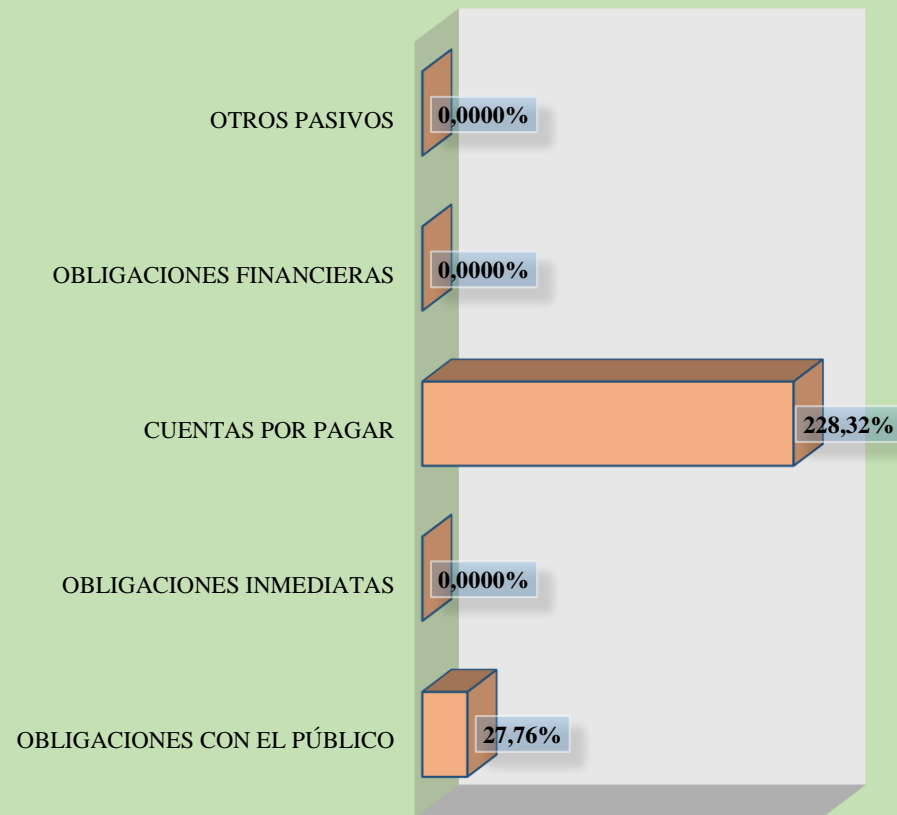 OTROS PASIVOS 0,0000%
OBLIGACIONES FINANCIERAS 0,0000%
CUENTAS POR PAGAR 228,32%
OBLIGACIONES INMEDIATAS 0,0000%
OBLIGACIONES CON EL PÚBLICO 27,76%